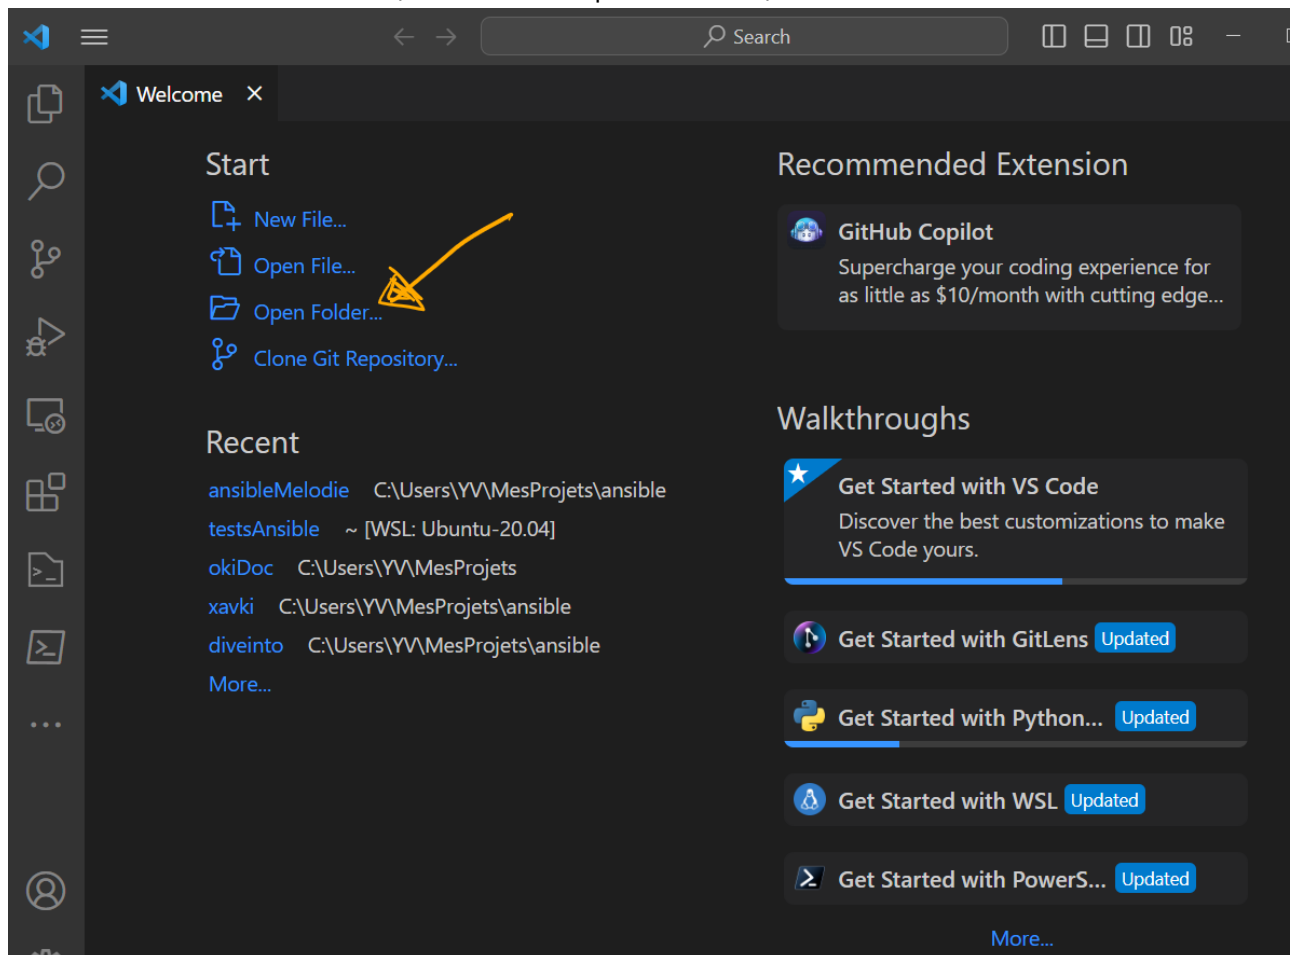 Search
Welcome
Start
New File...
Open File...
Open Folder...
Clone Git Repository...
Recent
ansibleMelodie C:\Users\YV\MesProjets\ansible
testsAnsible ~ [WSL: Ubuntu-20.04]
okiDoc C:\Users\YV\MesProjets
xavki C:\Users\YV\MesProjets\ansible
diveinto C:\Users\YV\MesProjets\ansible
More...
Recommended Extension
GitHub Copilot
Supercharge your coding experience for
as little as $10/month with cutting edge...
Walkthroughs
Get Started with VS Code
Discover the best customizations to make
VS Code yours.
Get Started with GitLens Updated
Get Started with Python... Updated
Get Started with WSL Updated
Get Started with PowerS... Updated
More...